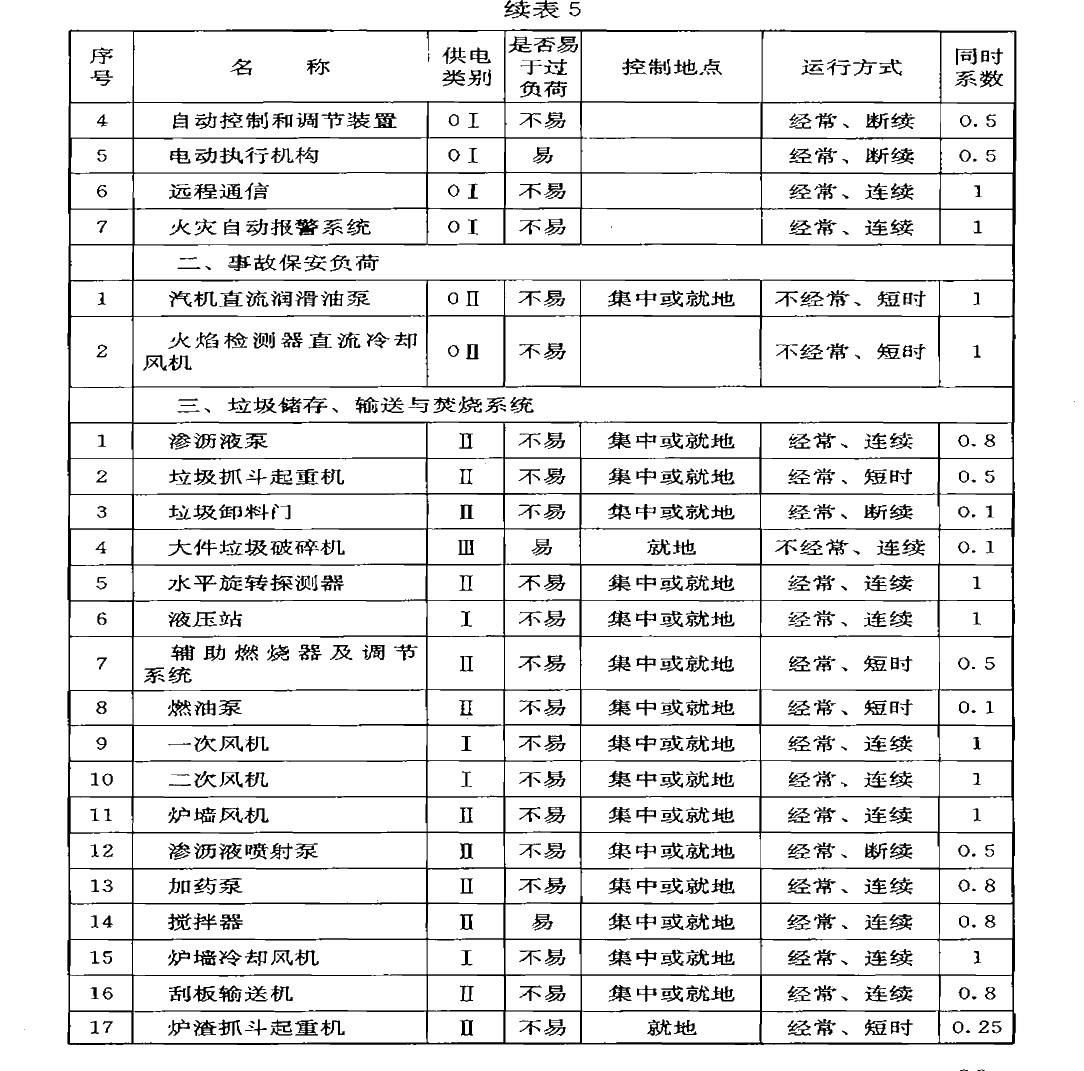 续表 5
序号 名 称 供电类别 是否易于过负荷 控制地点 运行方式 同时系数
4 自动控制和调节装置 0Ⅰ 不易 经常、断续 0.5
5 电动执行机构 0Ⅰ 易 经常、断续 0.5
6 远程通信 0Ⅰ 不易 经常、连续 1
7 火灾自动报警系统 0Ⅰ 不易 经常、连续 1
二、事故保安负荷
1 汽机直流润滑油泵 0Ⅱ 不易 集中或就地 不经常、短时 1
2 火焰检测器直流冷却风机 0Ⅱ 不易 不经常、短时 1
三、垃圾储存、输送与焚烧系统
1 渗沥液泵 Ⅱ 不易 集中或就地 经常、连续 0.8
2 垃圾抓斗起重机 Ⅱ 不易 集中或就地 经常、短时 0.5
3 垃圾卸料门 Ⅱ 不易 集中或就地 经常、断续 0.1
4 大件垃圾破碎机 Ⅲ 易 就地 不经常、连续 0.1
5 水平旋转探测器 Ⅱ 不易 集中或就地 经常、连续 1
6 液压站 Ⅰ 不易 集中或就地 经常、连续 1
7 辅助燃烧器及调节系统 Ⅱ 不易 集中或就地 经常、短时 0.5
8 燃油泵 Ⅱ 不易 集中或就地 经常、短时 0.1
9 一次风机 Ⅰ 不易 集中或就地 经常、连续 1
10 二次风机 Ⅰ 不易 集中或就地 经常、连续 1
11 炉墙风机 Ⅱ 不易 集中或就地 经常、连续 1
12 渗沥液喷射泵 Ⅱ 不易 集中或就地 经常、断续 0.5
13 加药泵 Ⅱ 不易 集中或就地 经常、连续 0.8
14 搅拌器 Ⅱ 易 集中或就地 经常、连续 0.8
15 炉墙冷却风机 Ⅰ 不易 集中或就地 经常、连续 1
16 刮板输送机 Ⅱ 不易 集中或就地 经常、连续 0.8
17 炉渣抓斗起重机 Ⅱ 不易 就地 经常、短时 0.25